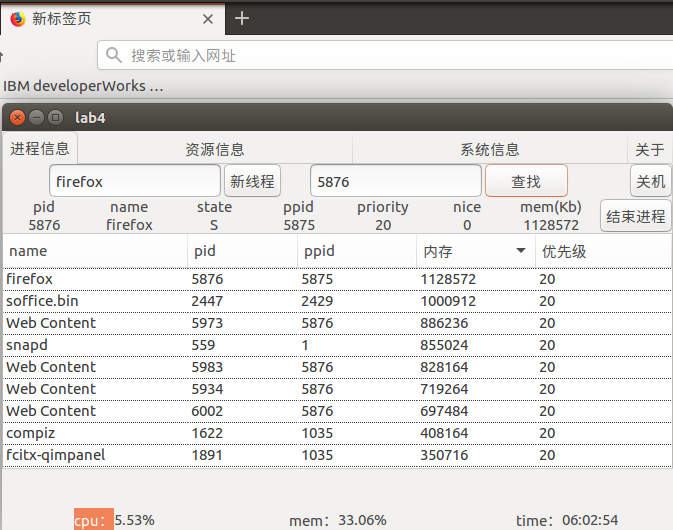 新标签页
搜索或输入网址
IBM developerWorks …
lab4
进程信息 资源信息 系统信息 关于
firefox 新线程 5876 查找 关机
pid name state ppid priority nice mem(Kb)
5876 firefox S 5875 20 0 1128572 结束进程
name pid ppid 内存 优先级
firefox 5876 5875 1128572 20
soffice.bin 2447 2429 1000912 20
Web Content 5973 5876 886236 20
snapd 559 1 855024 20
Web Content 5983 5876 828164 20
Web Content 5934 5876 719264 20
Web Content 6002 5876 697484 20
compiz 1622 1035 408164 20
fcitx-qimpanel 1891 1035 350716 20
cpu: 5.53% mem: 33.06% time: 06:02:54